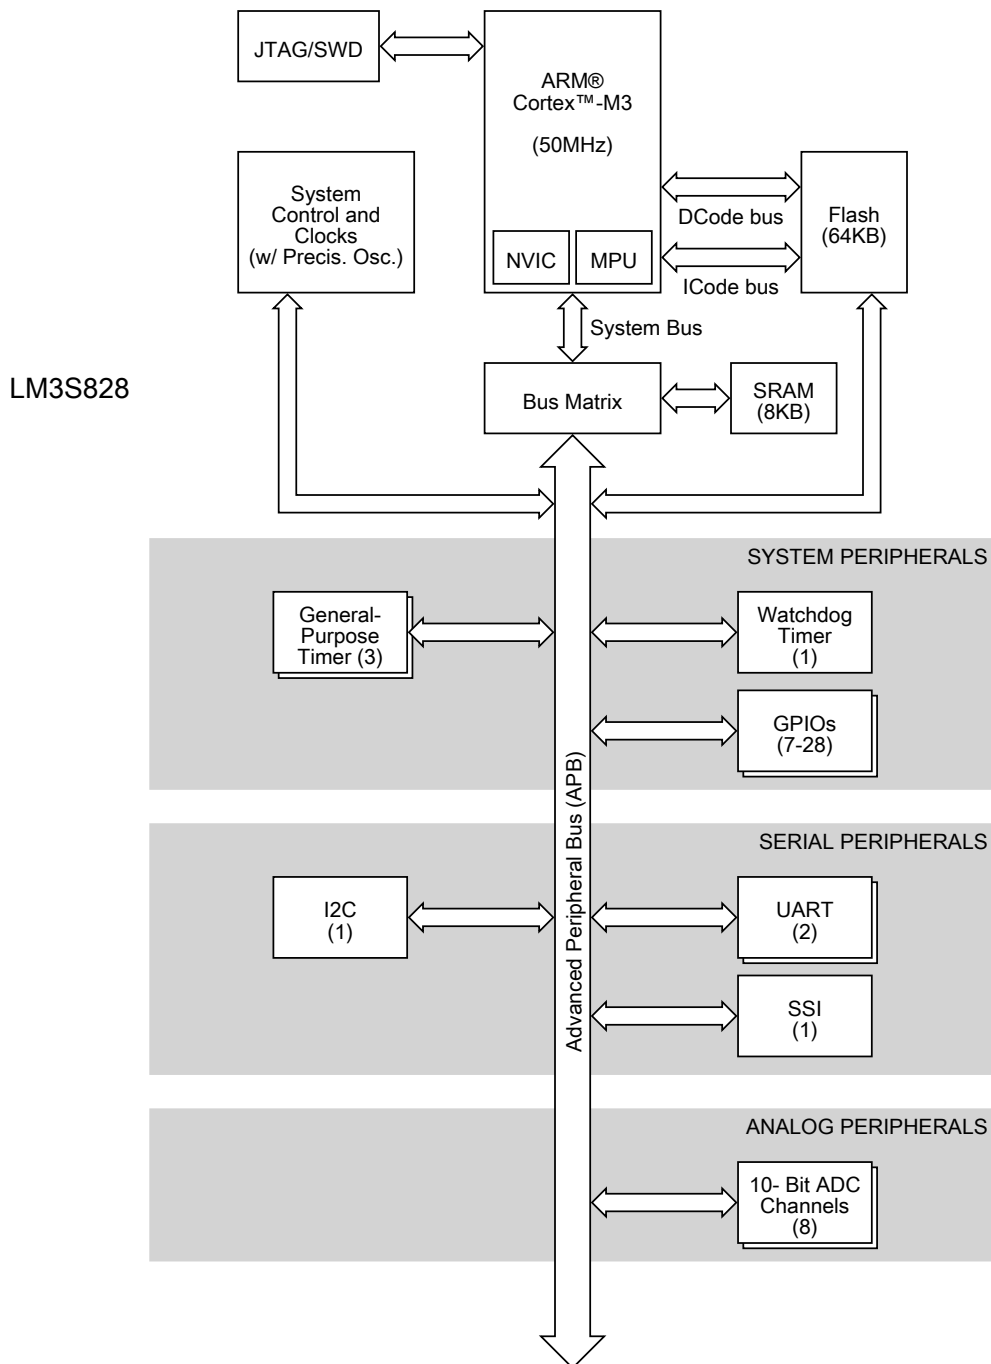 JTAG/SWD
ARM®
Cortex™-M3
(50MHz)
System
Control and
Clocks
(w/ Precis. Osc.)
DCode bus
Flash
(64KB)
NVIC
MPU
ICode bus
System Bus
LM3S828
Bus Matrix
SRAM
(8KB)
SYSTEM PERIPHERALS
General-
Purpose
Timer (3)
Watchdog
Timer
(1)
GPIOs
(7-28)
Advanced Peripheral Bus (APB)
SERIAL PERIPHERALS
I2C
(1)
UART
(2)
SSI
(1)
ANALOG PERIPHERALS
10- Bit ADC
Channels
(8)